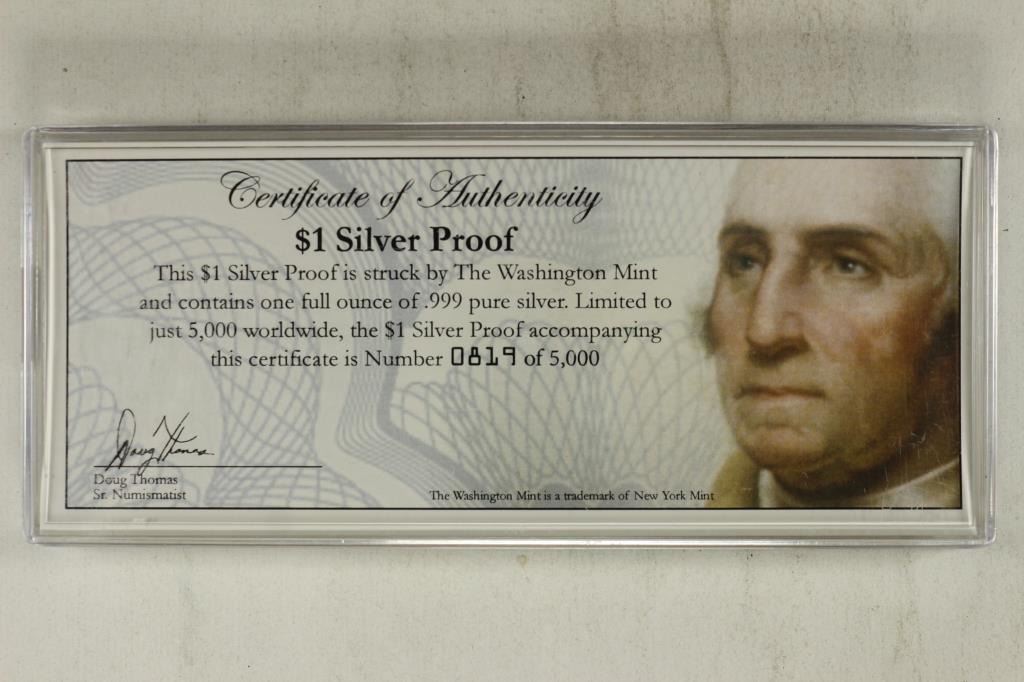 Certificate of Authenticity
$1 Silver Proof
This $1 Silver Proof is struck by The Washington Mint
and contains one full ounce of .999 pure silver. Limited to
just 5,000 worldwide, the $1 Silver Proof accompanying
this certificate is Number 0819 of 5,000
Doug Thomas
Doug Thomas
Sr. Numismatist
The Washington Mint is a trademark of New York Mint